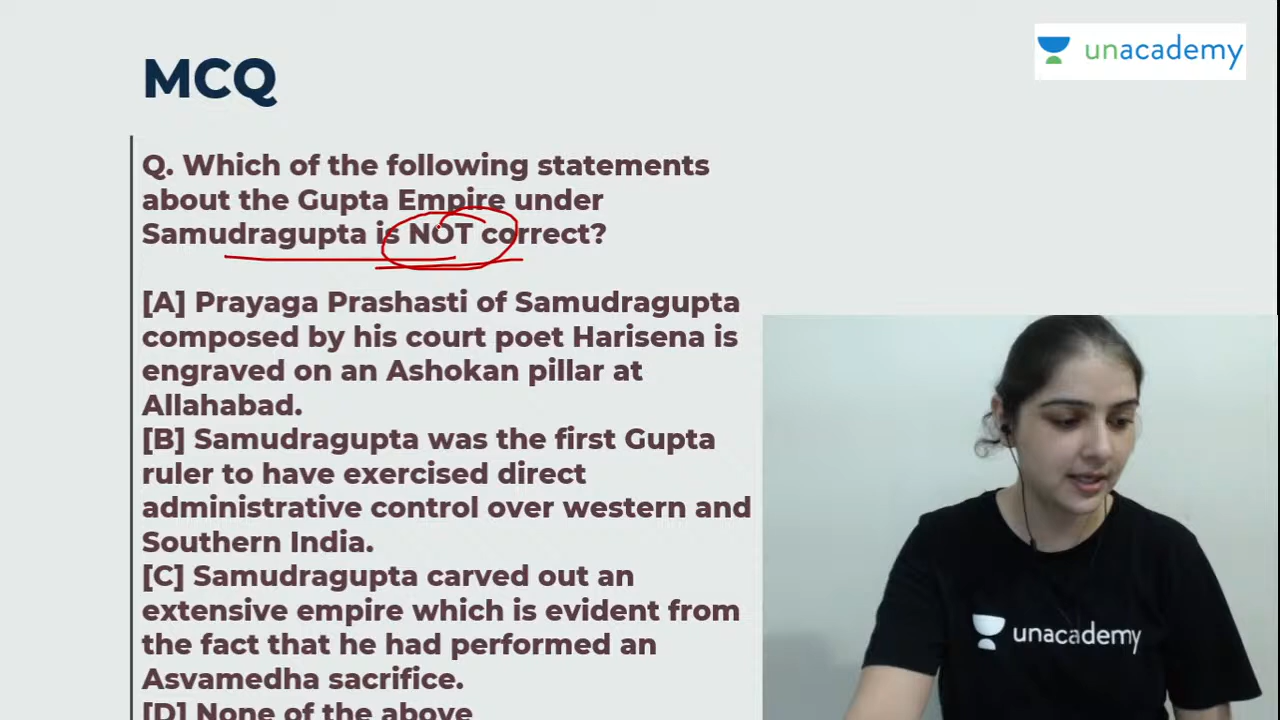 unacademy
MCQ
Q. Which of the following statements
about the Gupta Empire under
Samudragupta is NOT correct?
[A] Prayaga Prashasti of Samudragupta
composed by his court poet Harisena is
engraved on an Ashokan pillar at
Allahabad.
[B] Samudragupta was the first Gupta
ruler to have exercised direct
administrative control over western and
Southern India.
[C] Samudragupta carved out an
extensive empire which is evident from
the fact that he had performed an
Asvamedha sacrifice.
[D] None of the above
unacademy